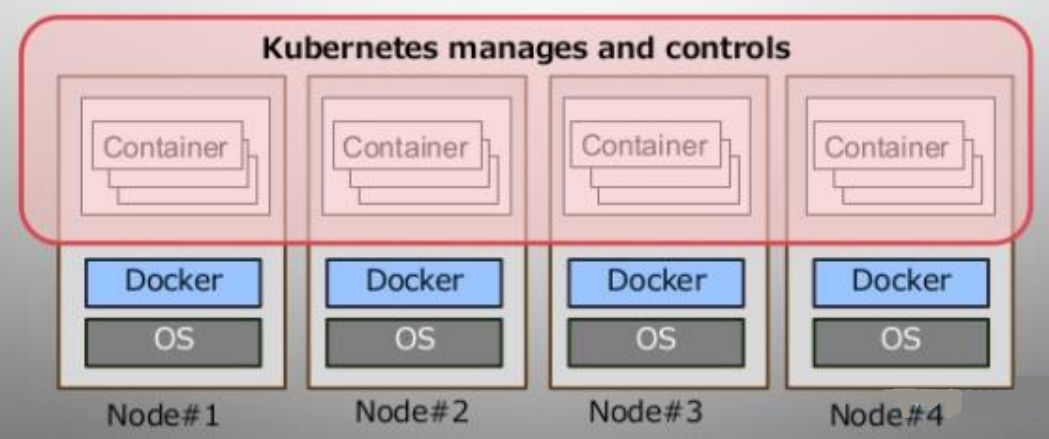 Kubernetes manages and controls
Container Container Container Container
Docker Docker Docker Docker
OS OS OS OS
Node#1 Node#2 Node#3 Node#4